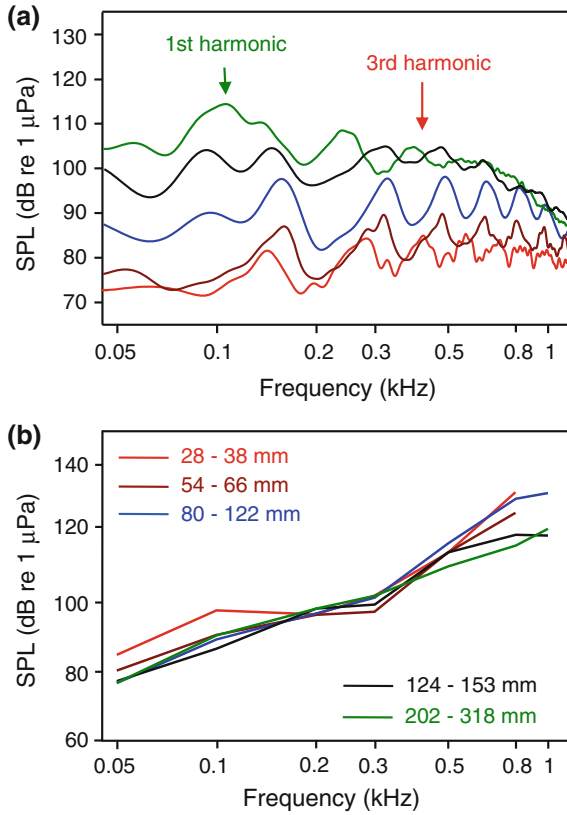 (a)
1st harmonic
3rd harmonic
SPL (dB re 1 μPa)
130
120
110
100
90
80
70
0.05 0.1 0.2 0.3 0.5 0.8 1
Frequency (kHz)
(b)
28 - 38 mm
54 - 66 mm
80 - 122 mm
124 - 153 mm
202 - 318 mm
SPL (dB re 1 μPa)
140
120
100
80
60
0.05 0.1 0.2 0.3 0.5 0.8 1
Frequency (kHz)